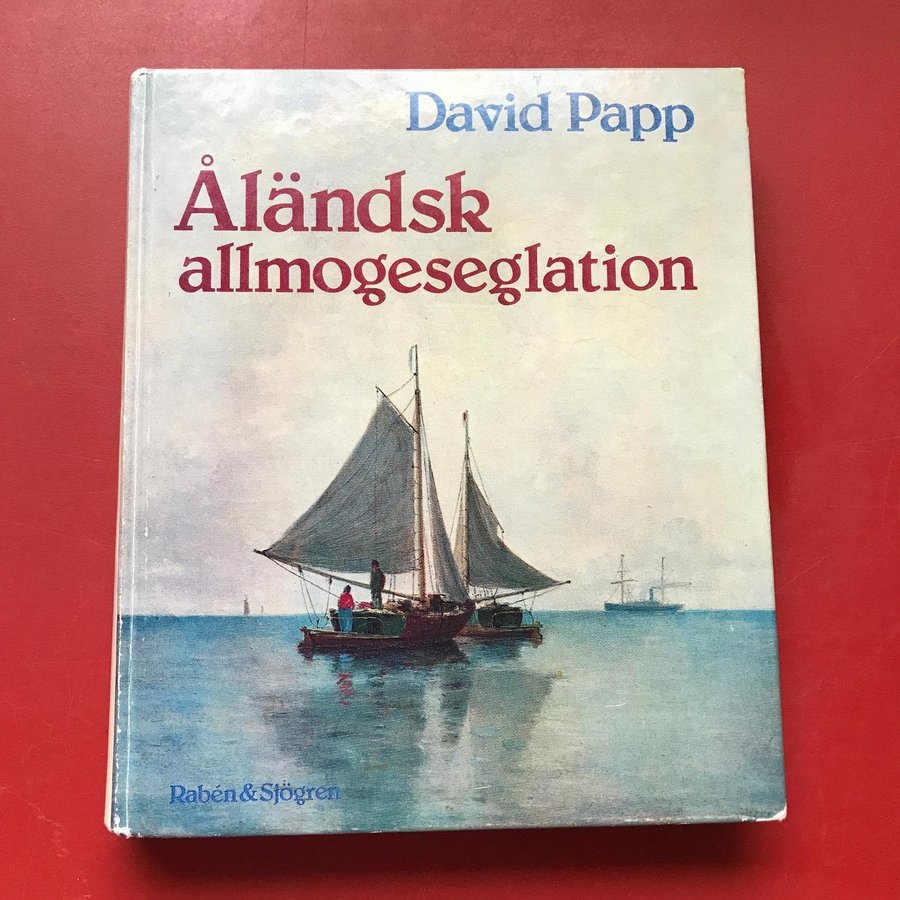 David Papp
Åländsk
allmogeseglation
Rabén & Sjögren